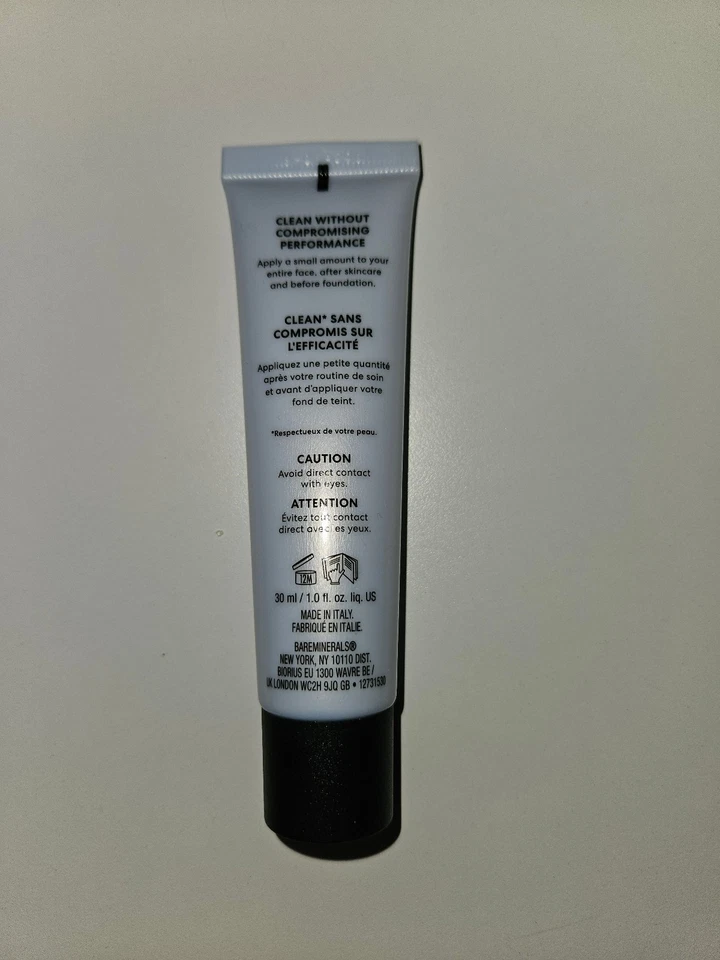 CLEAN WITHOUT
COMPROMISING
PERFORMANCE
Apply a small amount to your
entire face, after skincare
and before foundation.
CLEAN* SANS
COMPROMIS SUR
L'EFFICACITÉ
Appliquez une petite quantité
après votre routine de soin
et avant d'appliquer votre
fond de teint.
*Respectueux de votre peau.
CAUTION
Avoid direct contact
with eyes.
ATTENTION
Évitez tout contact
direct avec les yeux.
12M
30 ml / 1.0 fl. oz. liq. US
MADE IN ITALY.
FABRIQUÉ EN ITALIE.
BAREMINERALS®
NEW YORK, NY 10110 DIST.
BIORIUS EU 1300 WAVRE BE /
UK LONDON WC2H 9JQ GB • 12731530